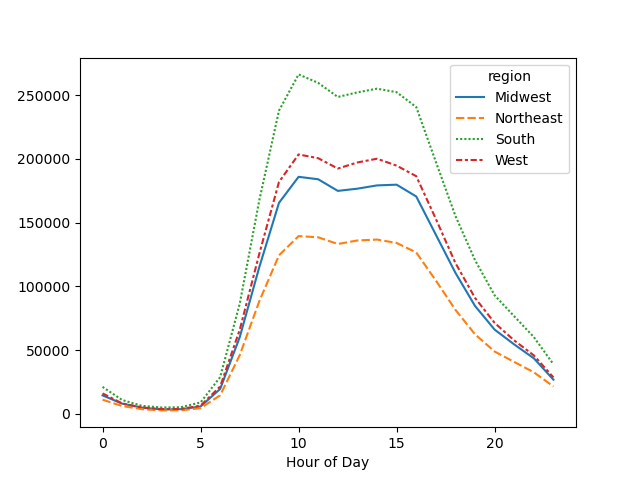 region
Midwest
Northeast
South
West
250000
200000
150000
100000
50000
0
0 5 10 15 20
Hour of Day